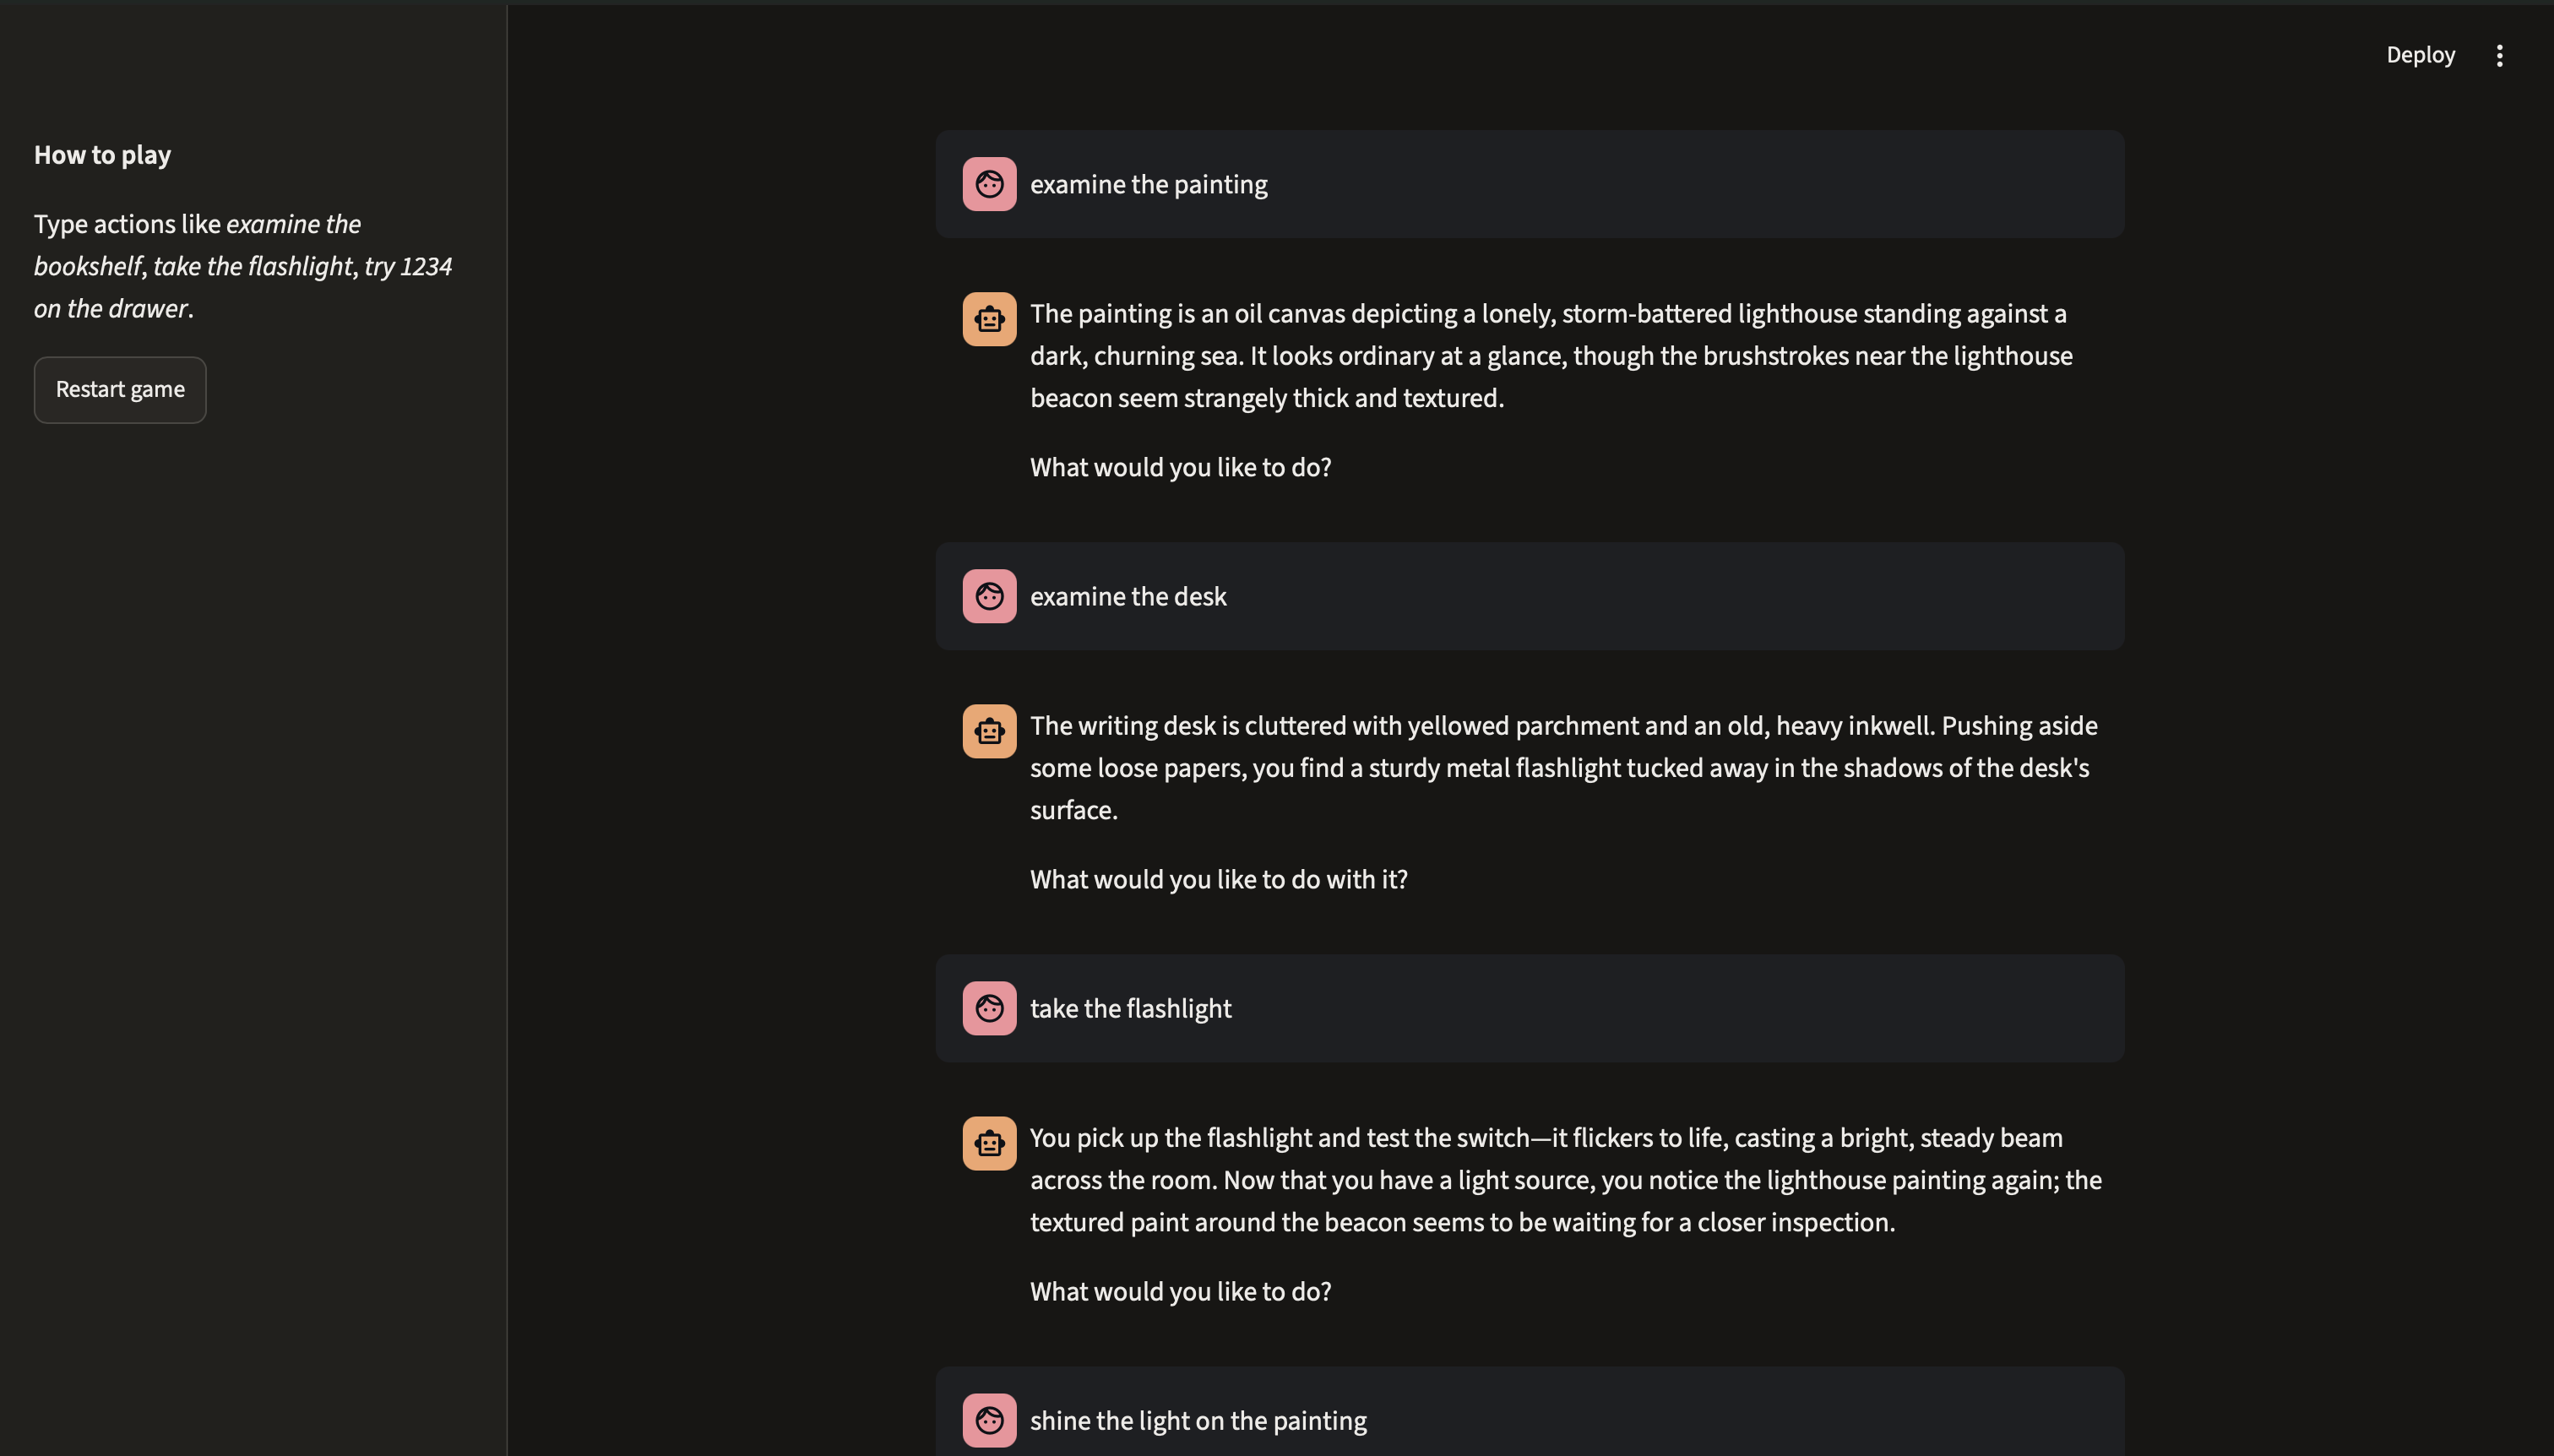 Deploy
How to play
Type actions like examine the
bookshelf, take the flashlight, try 1234
on the drawer.
Restart game
examine the painting
The painting is an oil canvas depicting a lonely, storm-battered lighthouse standing against a
dark, churning sea. It looks ordinary at a glance, though the brushstrokes near the lighthouse
beacon seem strangely thick and textured.
What would you like to do?
examine the desk
The writing desk is cluttered with yellowed parchment and an old, heavy inkwell. Pushing aside
some loose papers, you find a sturdy metal flashlight tucked away in the shadows of the desk's
surface.
What would you like to do with it?
take the flashlight
You pick up the flashlight and test the switch—it flickers to life, casting a bright, steady beam
across the room. Now that you have a light source, you notice the lighthouse painting again; the
textured paint around the beacon seems to be waiting for a closer inspection.
What would you like to do?
shine the light on the painting